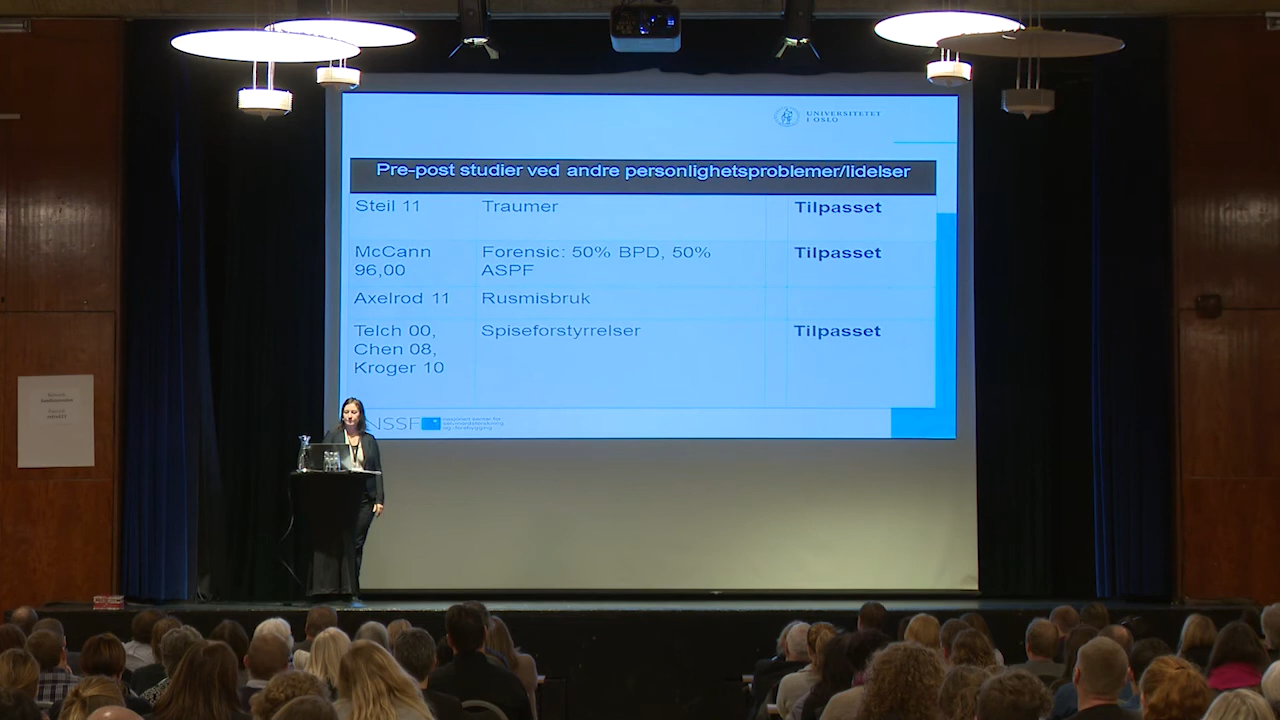 UNIVERSITETET
I OSLO
Pre-post studier ved andre personlighetsproblemer/lidelser
Steil 11 Traumer Tilpasset
McCann 96,00 Forensic: 50% BPD, 50% ASPF Tilpasset
Axelrod 11 Rusmisbruk
Telch 00, Chen 08, Kroger 10 Spiseforstyrrelser Tilpasset
NSSF